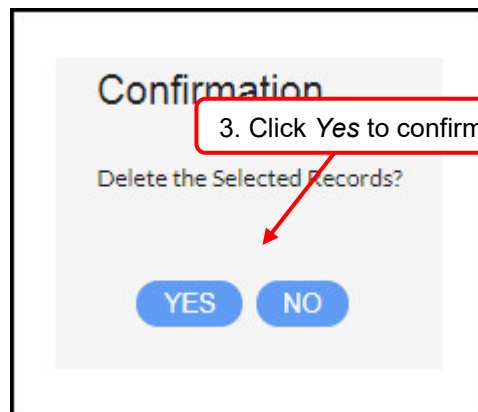 Confirmation
3. Click Yes to confirm
Delete the Selected Records?
YES NO